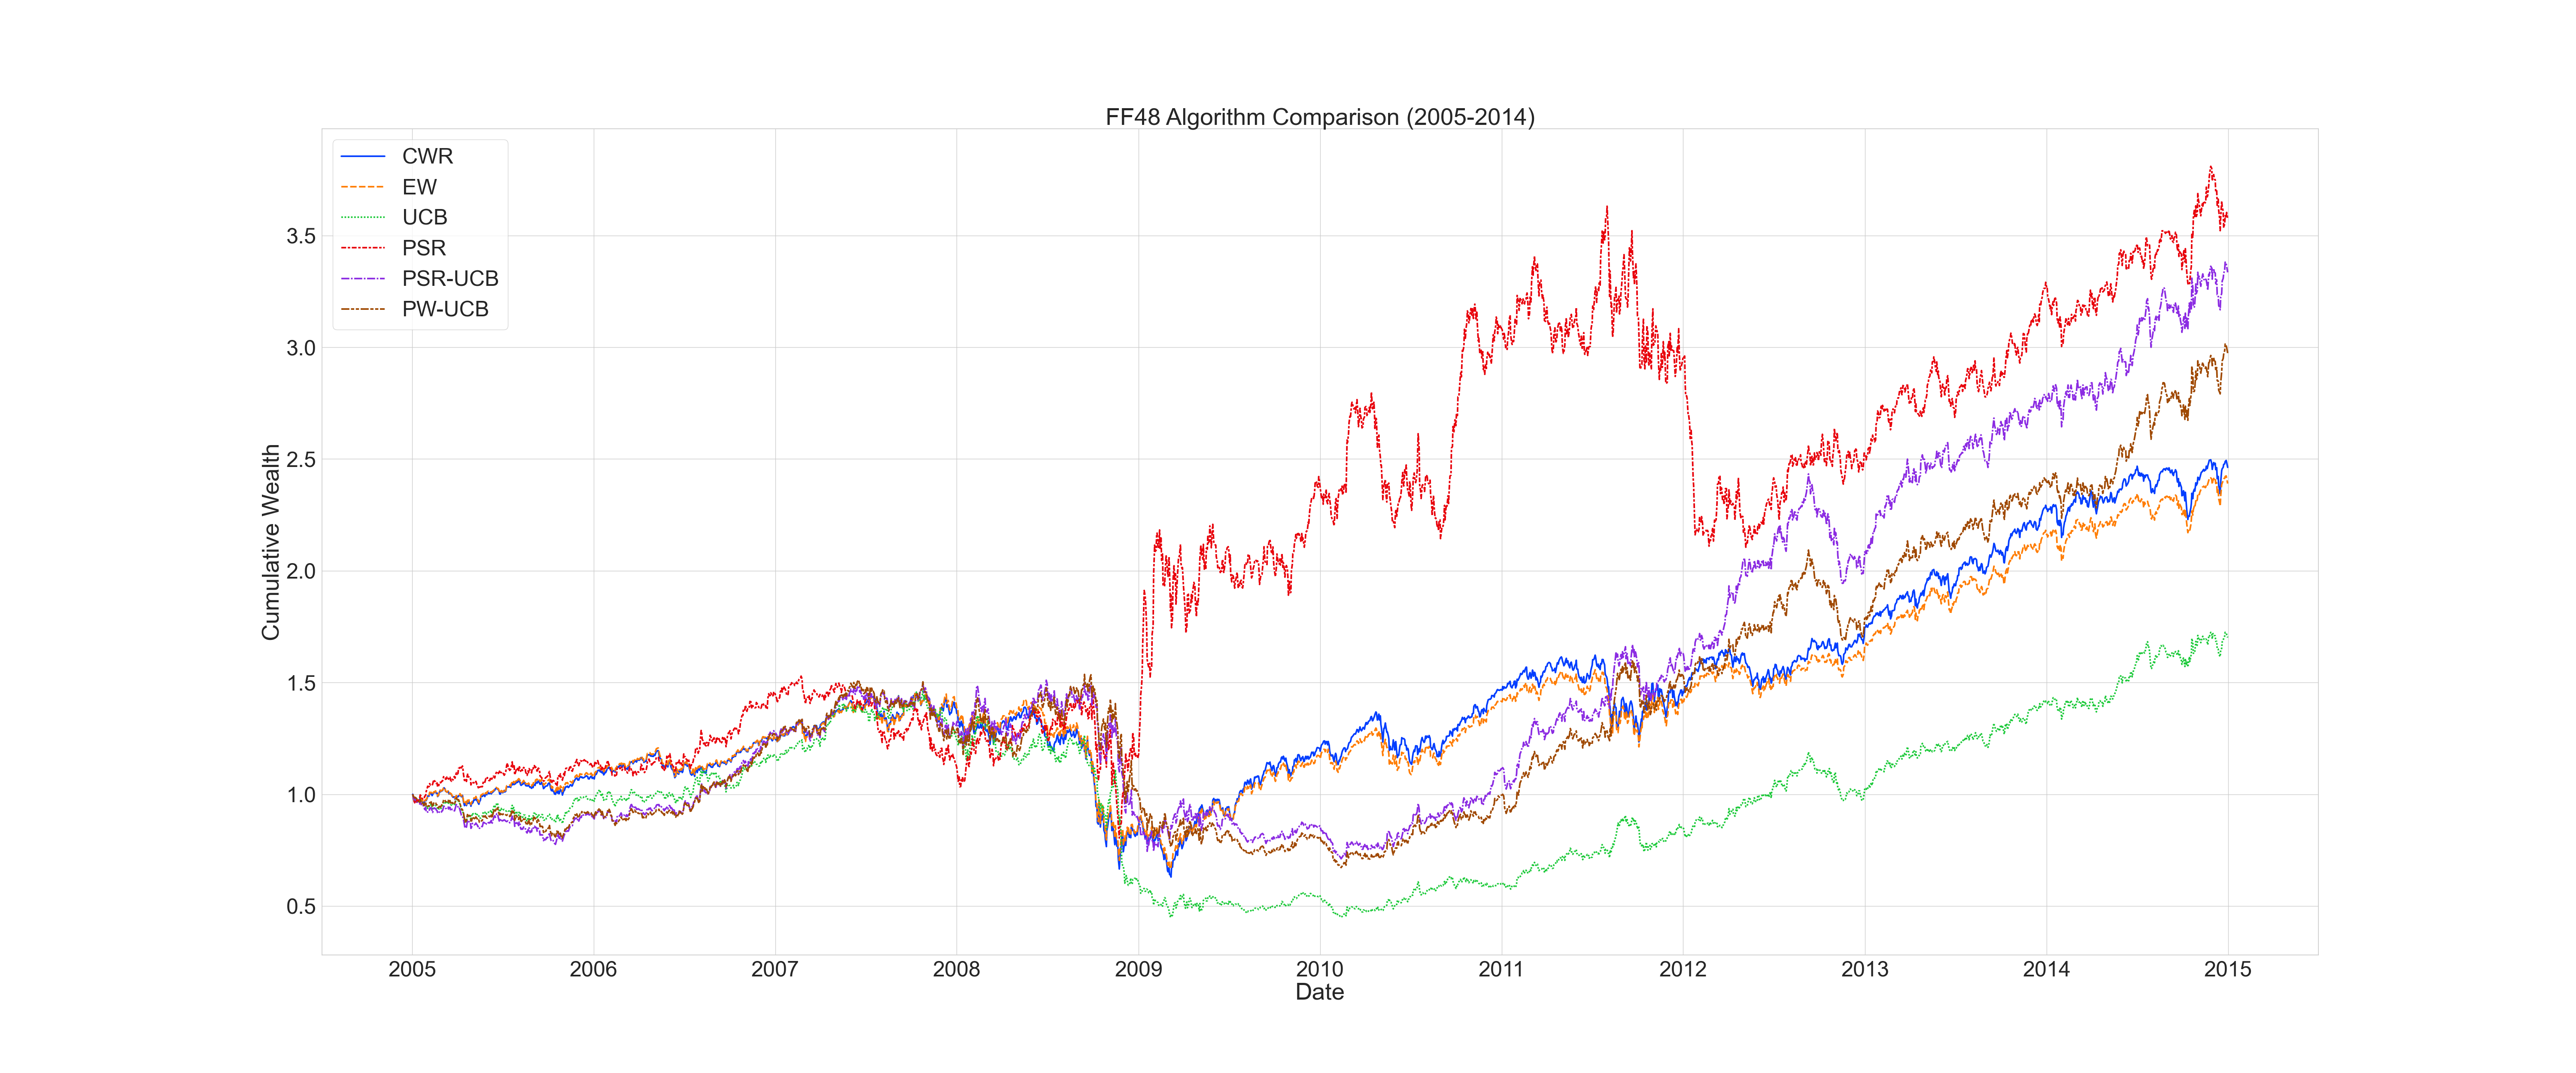 FF48 Algorithm Comparison (2005-2014)
CWR
EW
UCB
PSR
PSR-UCB
PW-UCB
Cumulative Wealth
3.5
3.0
2.5
2.0
1.5
1.0
0.5
2005 2006 2007 2008 2009 2010 2011 2012 2013 2014 2015
Date